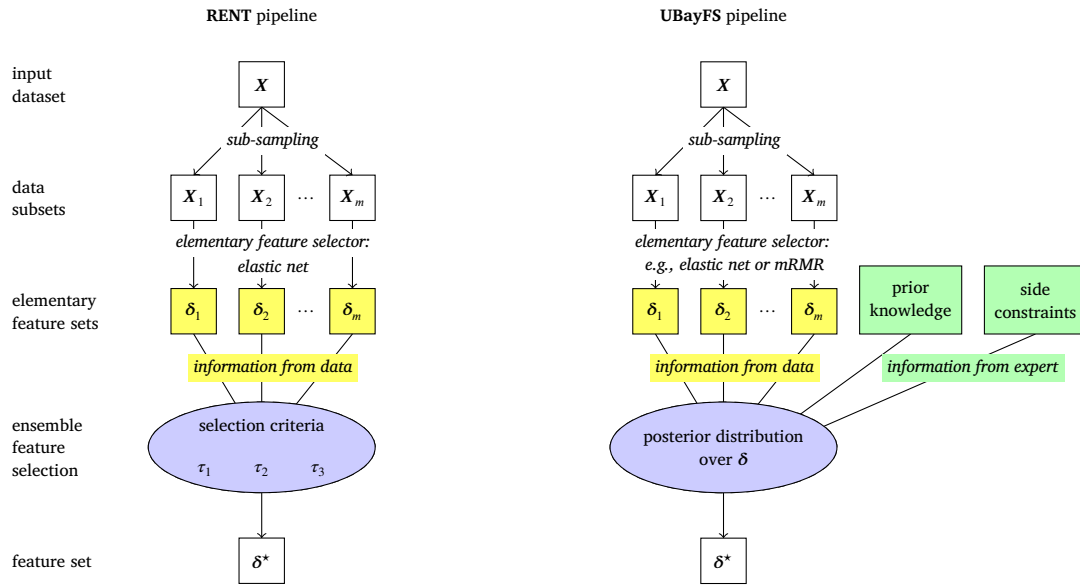 RENT pipeline
UBayFS pipeline
input
dataset
X
X
sub-sampling
sub-sampling
data
subsets
X₁ X₂ ⋯ Xₘ
X₁ X₂ ⋯ Xₘ
elementary feature selector:
elastic net
elementary feature selector:
e.g., elastic net or mRMR
elementary
feature sets
δ₁ δ₂ ⋯ δₘ
δ₁ δ₂ ⋯ δₘ
prior
knowledge
side
constraints
information from data
information from data
information from expert
ensemble
feature
selection
selection criteria
τ₁ τ₂ τ₃
posterior distribution
over δ
feature set
δ⋆
δ⋆